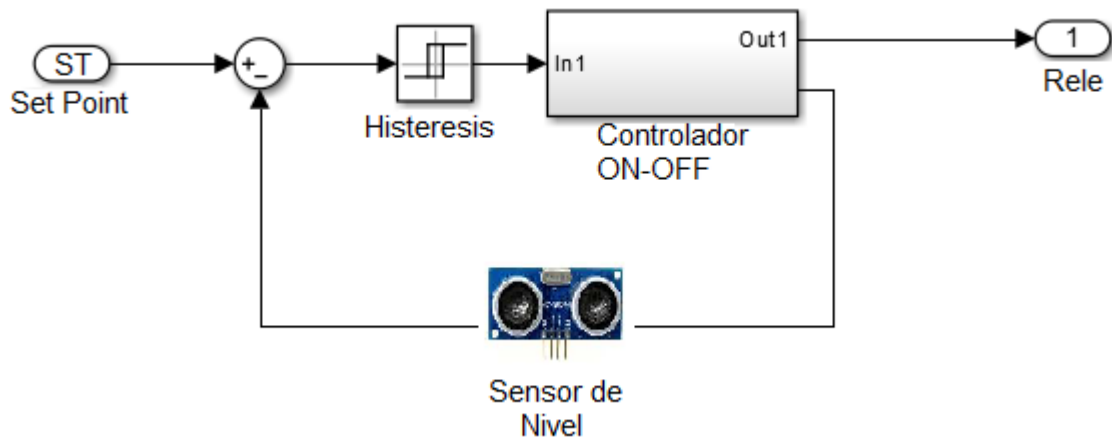 ST
Set Point
+
-
Histeresis
In1
Out1
Controlador
ON-OFF
1
Rele
Sensor de
Nivel